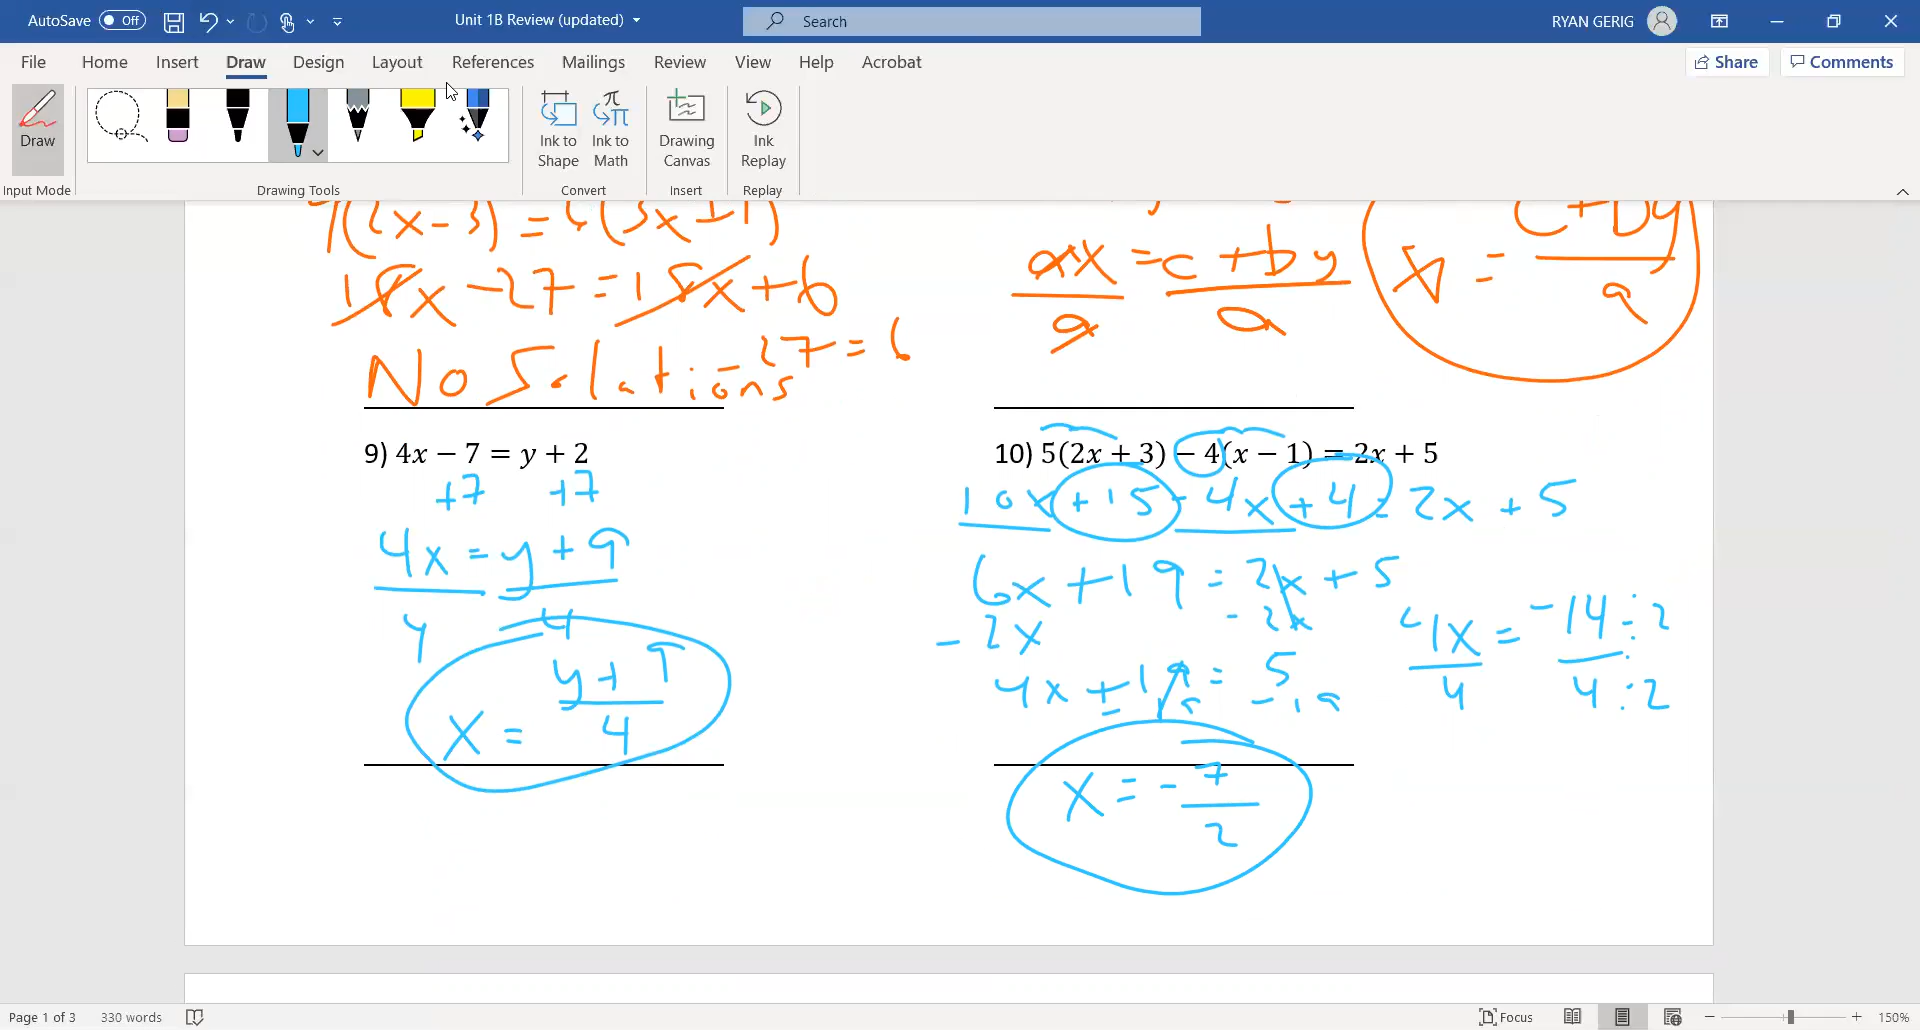 AutoSave Off Unit 1B Review (updated) Search RYAN GERIG
File Home Insert Draw Design Layout References Mailings Review View Help Acrobat Share Comments
Draw Ink to Shape Ink to Math Drawing Canvas Ink Replay
Input Mode Drawing Tools Convert Insert Replay
18x - 27 = 18x + 6
-27 = 6
No Solutions
ax = c + by
a a
x = c + by
a
9) 4x − 7 = y + 2
+7 +7
4x = y + 9
4 4
x = y + 9
4
10) 5(2x + 3) − 4(x − 1) = 2x + 5
10x + 15 - 4x + 4 = 2x + 5
6x + 19 = 2x + 5
- 2x - 2x
4x + 19 = 5
- 19 - 19
4x = -14 ÷ 2
4 4 ÷ 2
x = - 7
2
Page 1 of 3 330 words Focus 150%